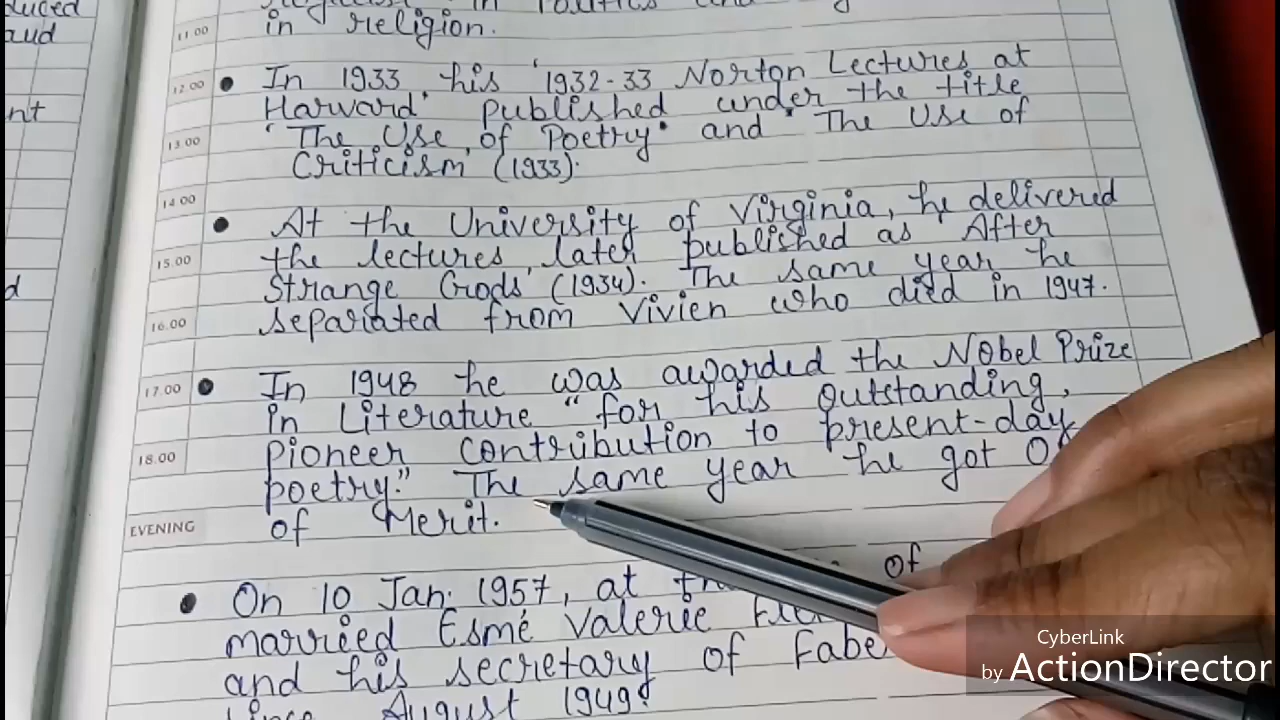 duced
aud
nt
d
11 00
in religion.
12.00
• In 1933, his '1932-33 Norton Lectures at
Harward' published under the title
13.00
'The Use of Poetry' and 'The Use of
Criticism' (1933).
14.00
• At the University of Virginia, he delivered
15.00
the lectures later published as 'After
Strange Gods' (1934). The same year he
16.00
separated from Vivien who died in 1947.
17.00
• In 1948 he was awarded the Nobel Prize
in Literature "for his outstanding,
18.00
pioneer contribution to present-day
poetry." The same year he got
EVENING
of Merit.
• On 10 Jan. 1957, at of
married Esmé Valerie
and his secretary of
August 1949
CyberLink
by ActionDirector